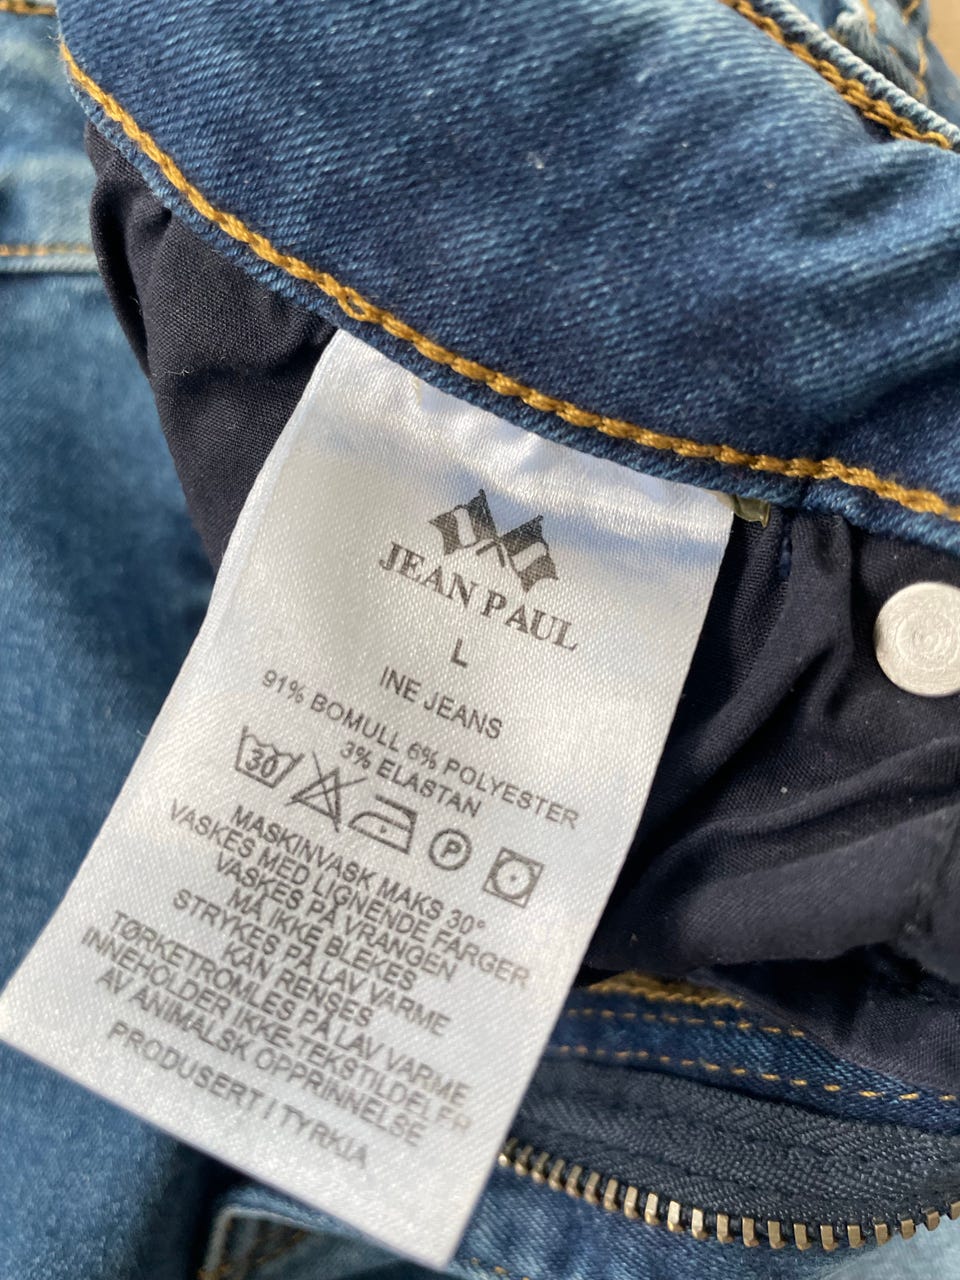 JEAN PAUL
L
INE JEANS
91% BOMULL 6% POLYESTER
3% ELASTAN
30
P
MASKINVASK MAKS 30°
VASKES MED LIGNENDE FARGER
VASKES PÅ VRANGEN
MÅ IKKE BLEKES
STRYKES PÅ LAV VARME
KAN RENSES
TØRKETROMLES PÅ LAV VARME
INNEHOLDER IKKE-TEKSTILDELER
AV ANIMALSK OPPRINNELSE
PRODUSERT I TYRKIA